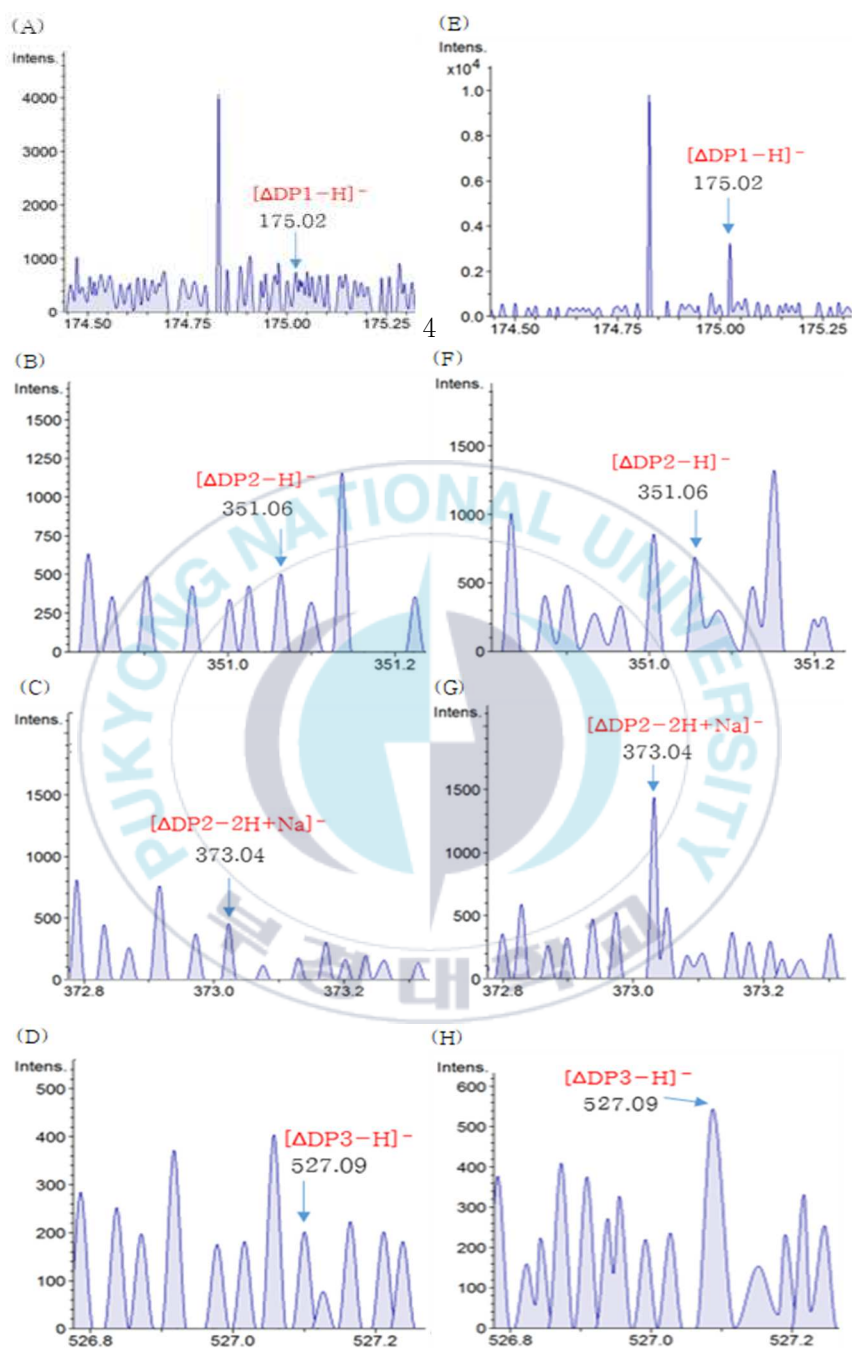 (A)
Intens.
4000
3000
2000
1000
0
[ΔDP1-H]⁻
175.02
174.50 174.75 175.00 175.25
(E)
Intens.
x10⁴
1.0
0.8
0.6
0.4
0.2
0.0
[ΔDP1-H]⁻
175.02
174.50 174.75 175.00 175.25
4
(B)
Intens.
1500
1250
1000
750
500
250
0
[ΔDP2-H]⁻
351.06
351.0 351.2
(F)
Intens.
1500
1000
500
0
[ΔDP2-H]⁻
351.06
351.0 351.2
(C)
Intens.
1500
1000
500
0
[ΔDP2-2H+Na]⁻
373.04
372.8 373.0 373.2
(G)
Intens.
1500
1000
500
0
[ΔDP2-2H+Na]⁻
373.04
372.8 373.0 373.2
(D)
Intens.
500
400
300
200
100
0
[ΔDP3-H]⁻
527.09
526.8 527.0 527.2
(H)
Intens.
600
500
400
300
200
100
0
[ΔDP3-H]⁻
527.09
526.8 527.0 527.2
PUKYONG NATIONAL UNIVERSITY
부경대학교